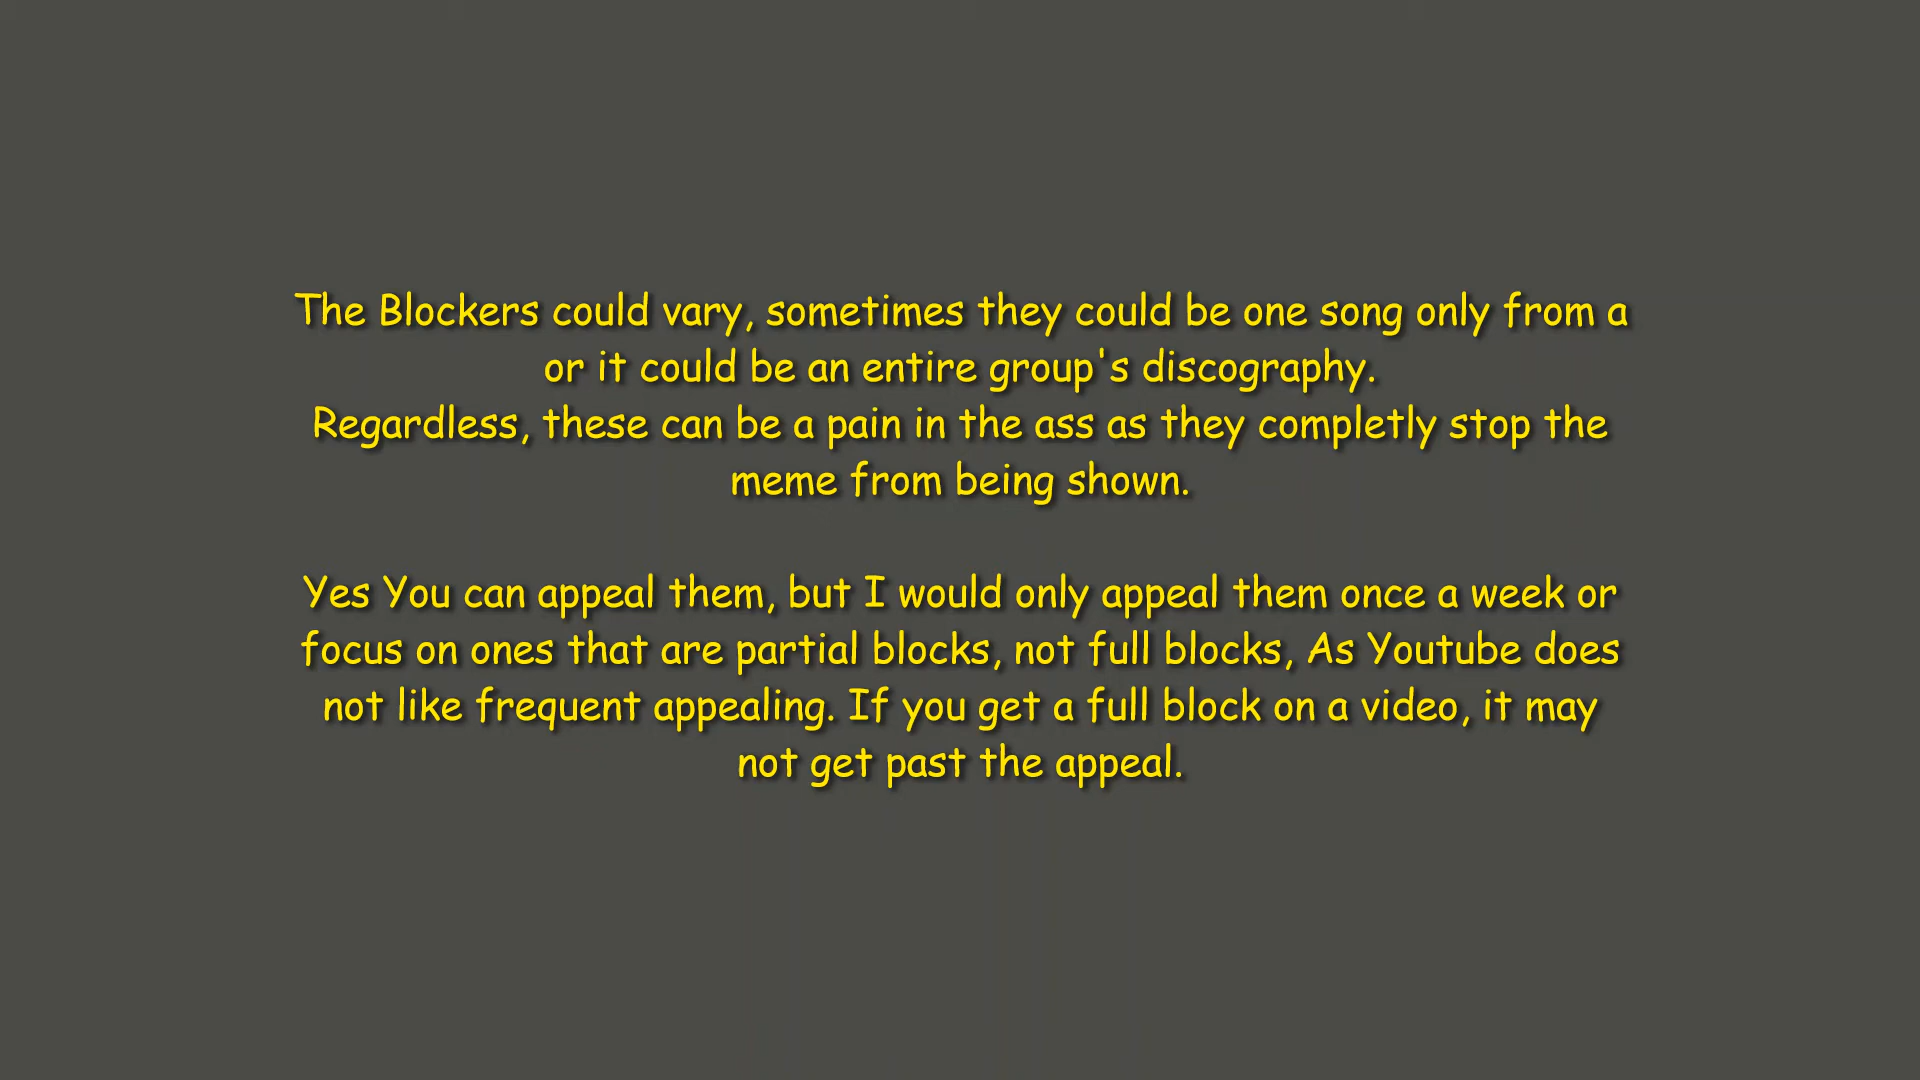 The Blockers could vary, sometimes they could be one song only from a
or it could be an entire group's discography.
Regardless, these can be a pain in the ass as they completly stop the
meme from being shown.
Yes You can appeal them, but I would only appeal them once a week or
focus on ones that are partial blocks, not full blocks, As Youtube does
not like frequent appealing. If you get a full block on a video, it may
not get past the appeal.